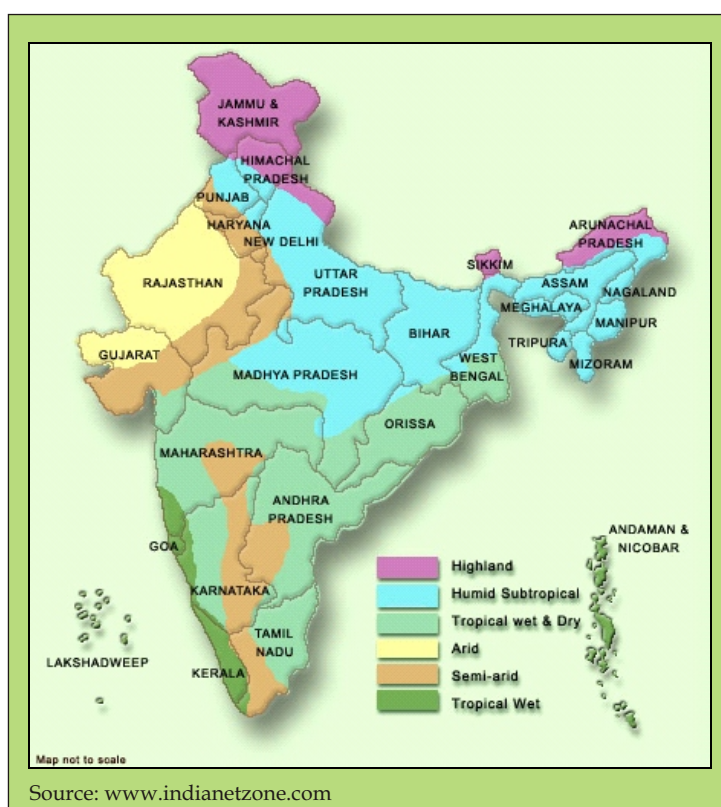 JAMMU &
KASHMIR
HIMACHAL
PRADESH
PUNJAB
HARYANA
NEW DELHI
ARUNACHAL
PRADESH
RAJASTHAN
UTTAR
PRADESH
SIKKIM
ASSAM
NAGALAND
MEGHALAYA
BIHAR
MANIPUR
GUJARAT
TRIPURA
MIZORAM
MADHYA PRADESH
WEST
BENGAL
ORISSA
MAHARASHTRA
ANDHRA
PRADESH
GOA
ANDAMAN &
NICOBAR
KARNATAKA
TAMIL
NADU
KERALA
LAKSHADWEEP
Highland
Humid Subtropical
Tropical wet & Dry
Arid
Semi-arid
Tropical Wet
Map not to scale
Source: www.indianetzone.com